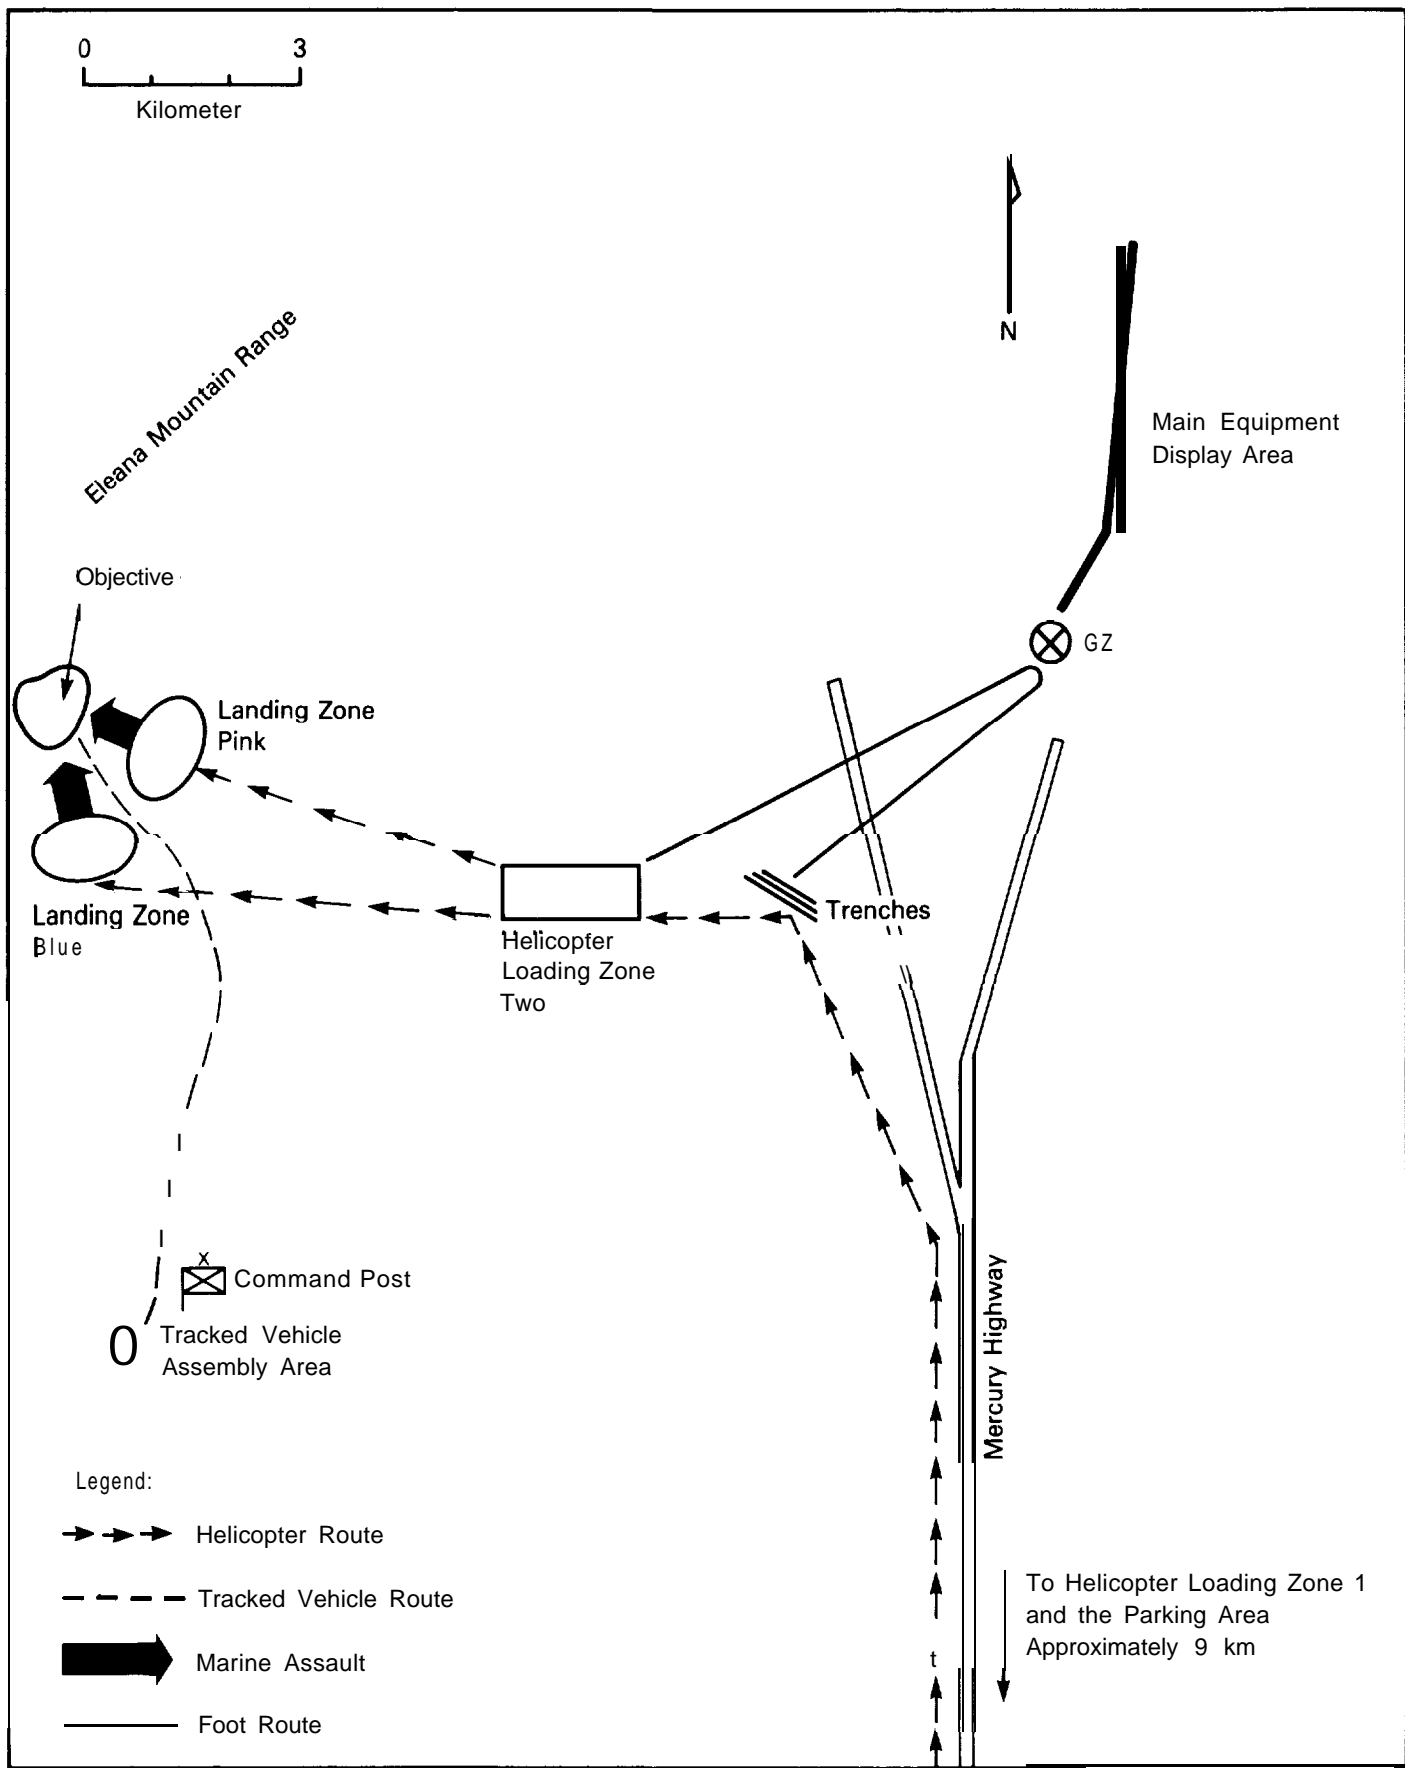 0 3
Kilometer
N
Eleana Mountain Range
Main Equipment
Display Area
Objective
GZ
Landing Zone
Pink
Trenches
Landing Zone
Blue
Helicopter
Loading Zone
Two
x
Command Post
Tracked Vehicle
Assembly Area
Mercury Highway
Legend:
Helicopter Route
Tracked Vehicle Route
Marine Assault
Foot Route
To Helicopter Loading Zone 1
and the Parking Area
Approximately 9 km
t